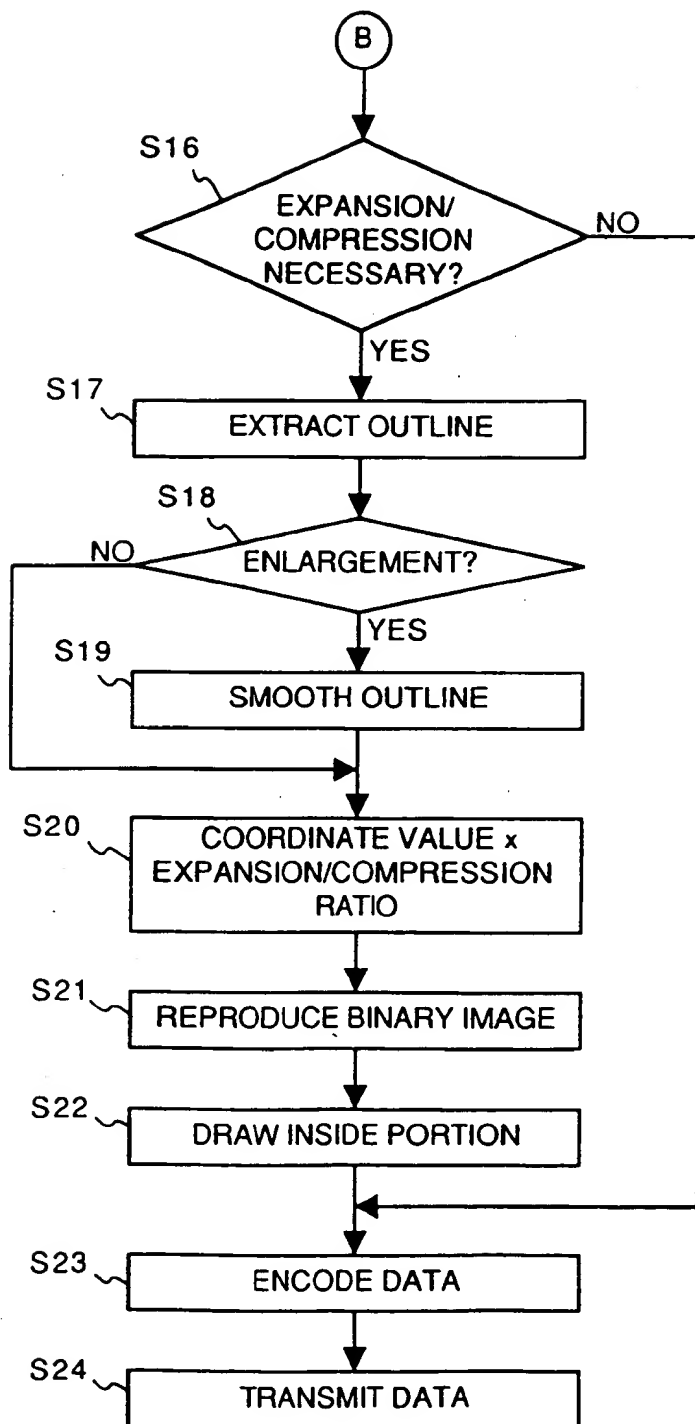 B
S16
EXPANSION/
COMPRESSION
NECESSARY?
NO
YES
S17
EXTRACT OUTLINE
S18
NO
ENLARGEMENT?
YES
S19
SMOOTH OUTLINE
S20
COORDINATE VALUE x
EXPANSION/COMPRESSION
RATIO
S21
REPRODUCE BINARY IMAGE
S22
DRAW INSIDE PORTION
S23
ENCODE DATA
S24
TRANSMIT DATA